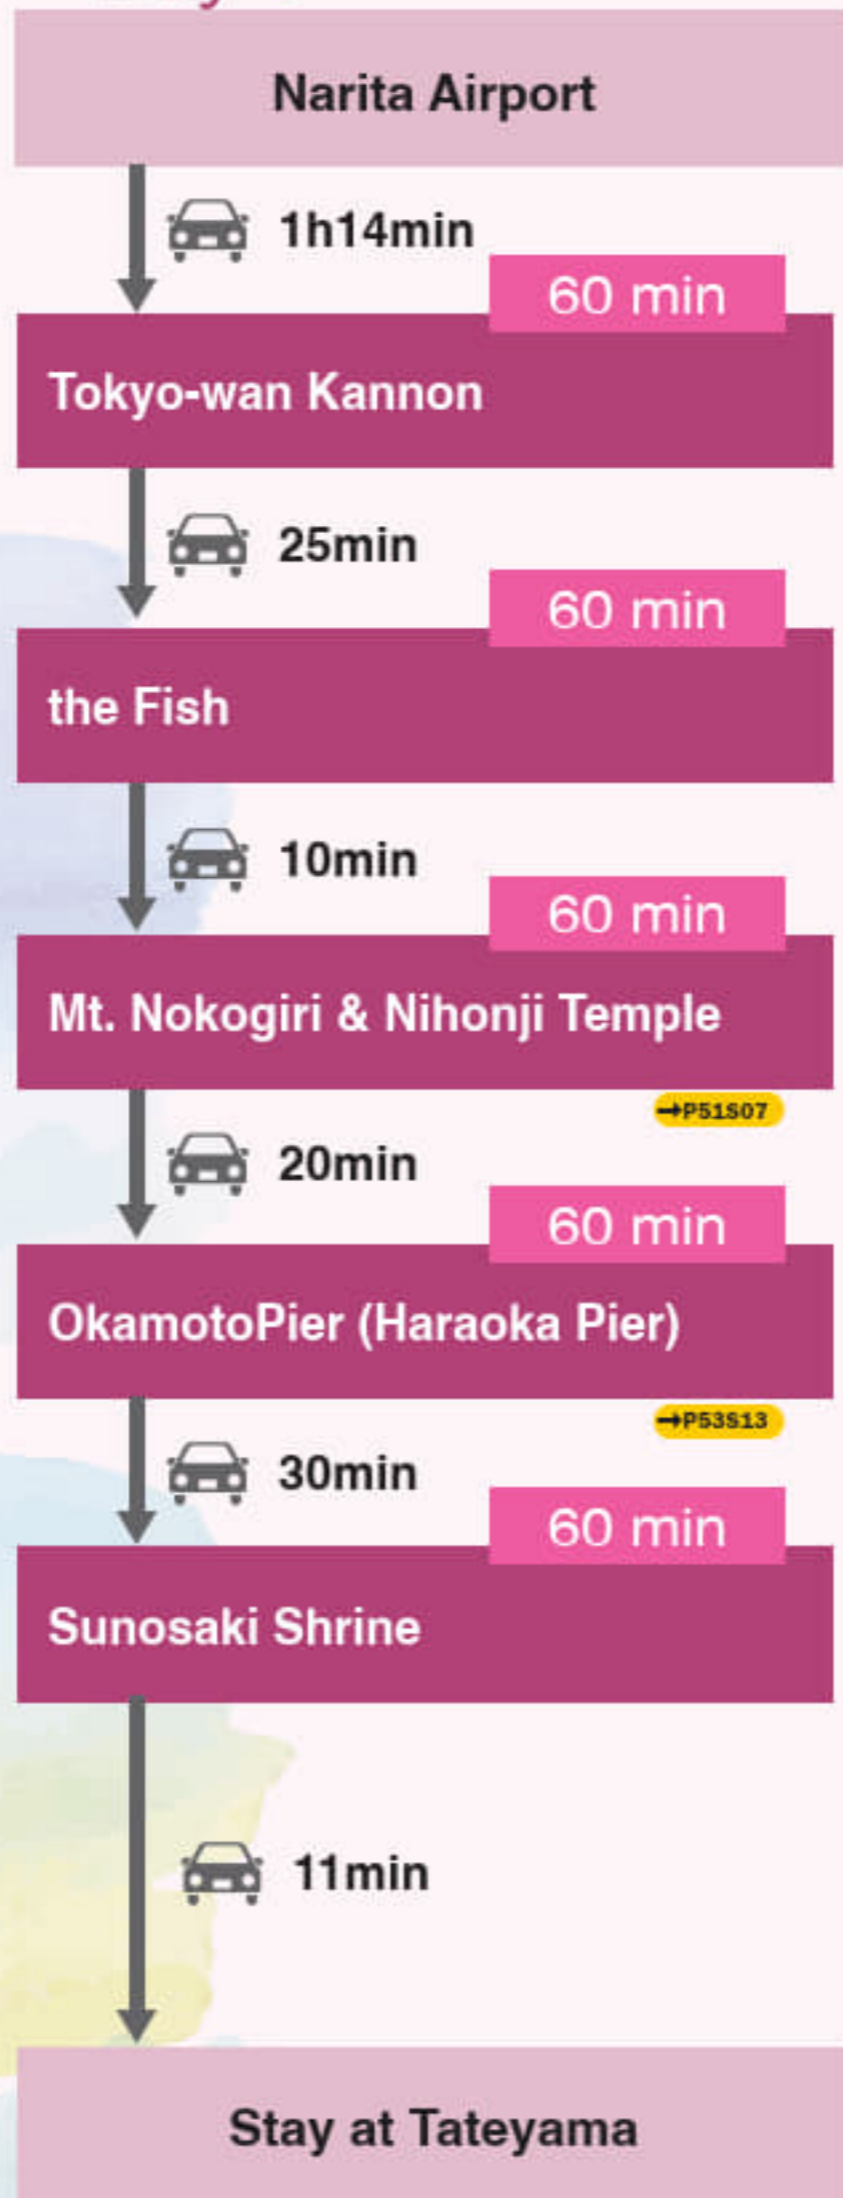 Narita Airport
1h14min
60 min
Tokyo-wan Kannon
25min
60 min
the Fish
10min
60 min
Mt. Nokogiri & Nihonji Temple
→P51S07
20min
60 min
OkamotoPier (Haraoka Pier)
→P53S13
30min
60 min
Sunosaki Shrine
11min
Stay at Tateyama